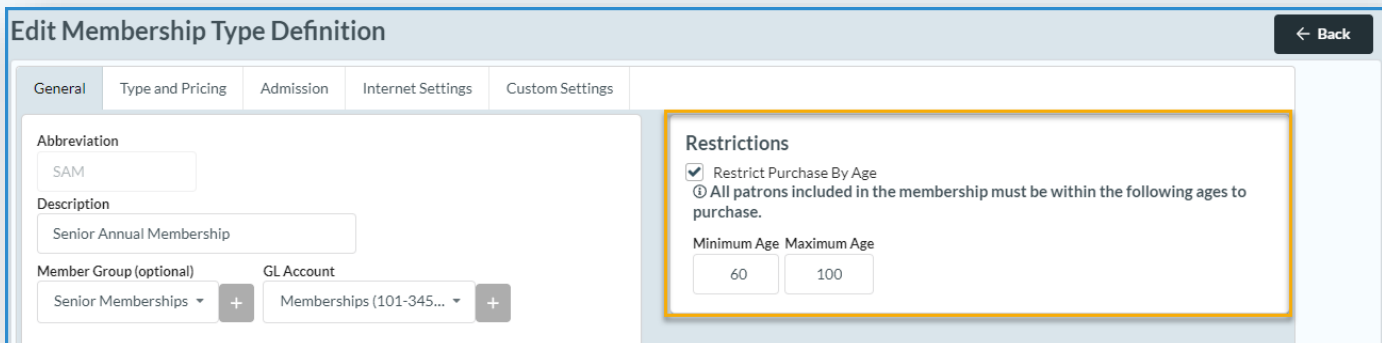 Edit Membership Type Definition
← Back
General Type and Pricing Admission Internet Settings Custom Settings
Abbreviation
SAM
Description
Senior Annual Membership
Member Group (optional) GL Account
Senior Memberships + Memberships (101-345... +
Restrictions
Restrict Purchase By Age
All patrons included in the membership must be within the following ages to
purchase.
Minimum Age Maximum Age
60 100